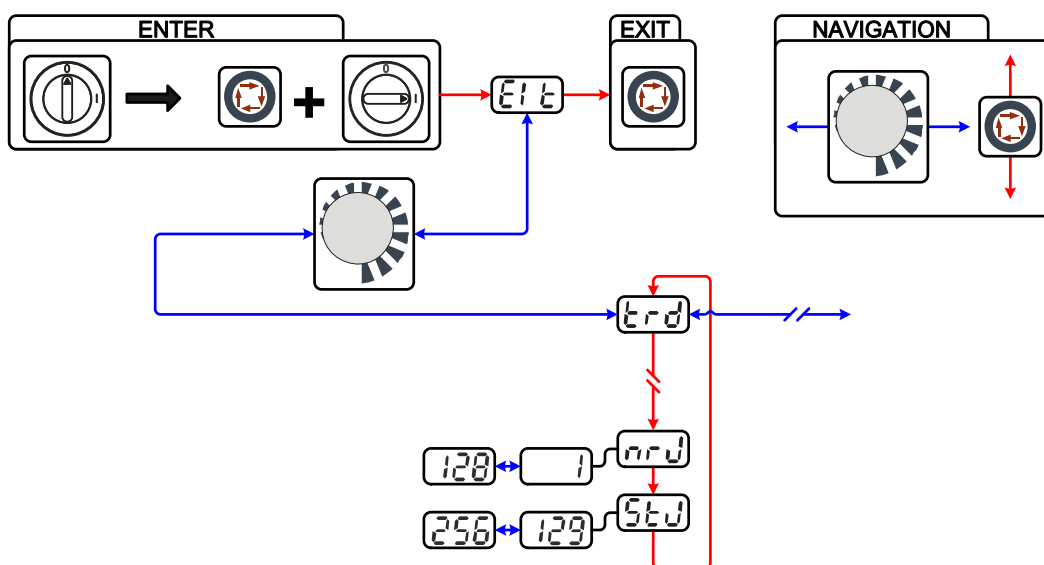 ENTER
EXIT
NAVIGATION
0
I
0
I
EIt
trd
128
1
nrJ
256
129
StJ